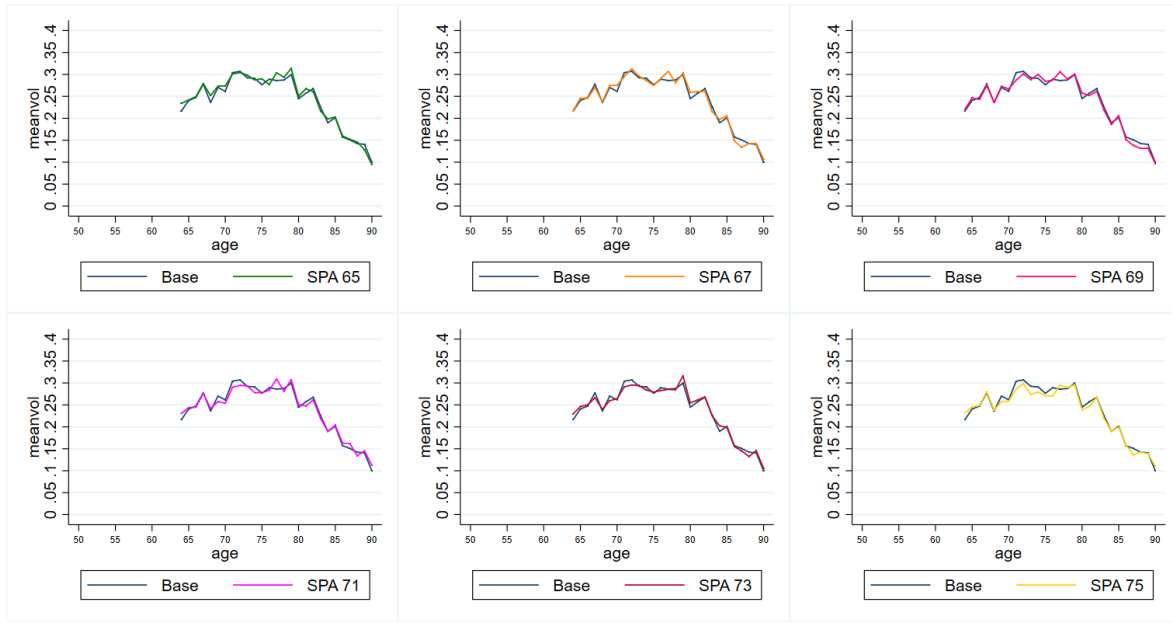 meanvol
0 .05 .1 .15 .2 .25 .3 .35 .4
50 55 60 65 70 75 80 85 90
age
Base SPA 65
meanvol
0 .05 .1 .15 .2 .25 .3 .35 .4
50 55 60 65 70 75 80 85 90
age
Base SPA 67
meanvol
0 .05 .1 .15 .2 .25 .3 .35 .4
50 55 60 65 70 75 80 85 90
age
Base SPA 69
meanvol
0 .05 .1 .15 .2 .25 .3 .35 .4
50 55 60 65 70 75 80 85 90
age
Base SPA 71
meanvol
0 .05 .1 .15 .2 .25 .3 .35 .4
50 55 60 65 70 75 80 85 90
age
Base SPA 73
meanvol
0 .05 .1 .15 .2 .25 .3 .35 .4
50 55 60 65 70 75 80 85 90
age
Base SPA 75